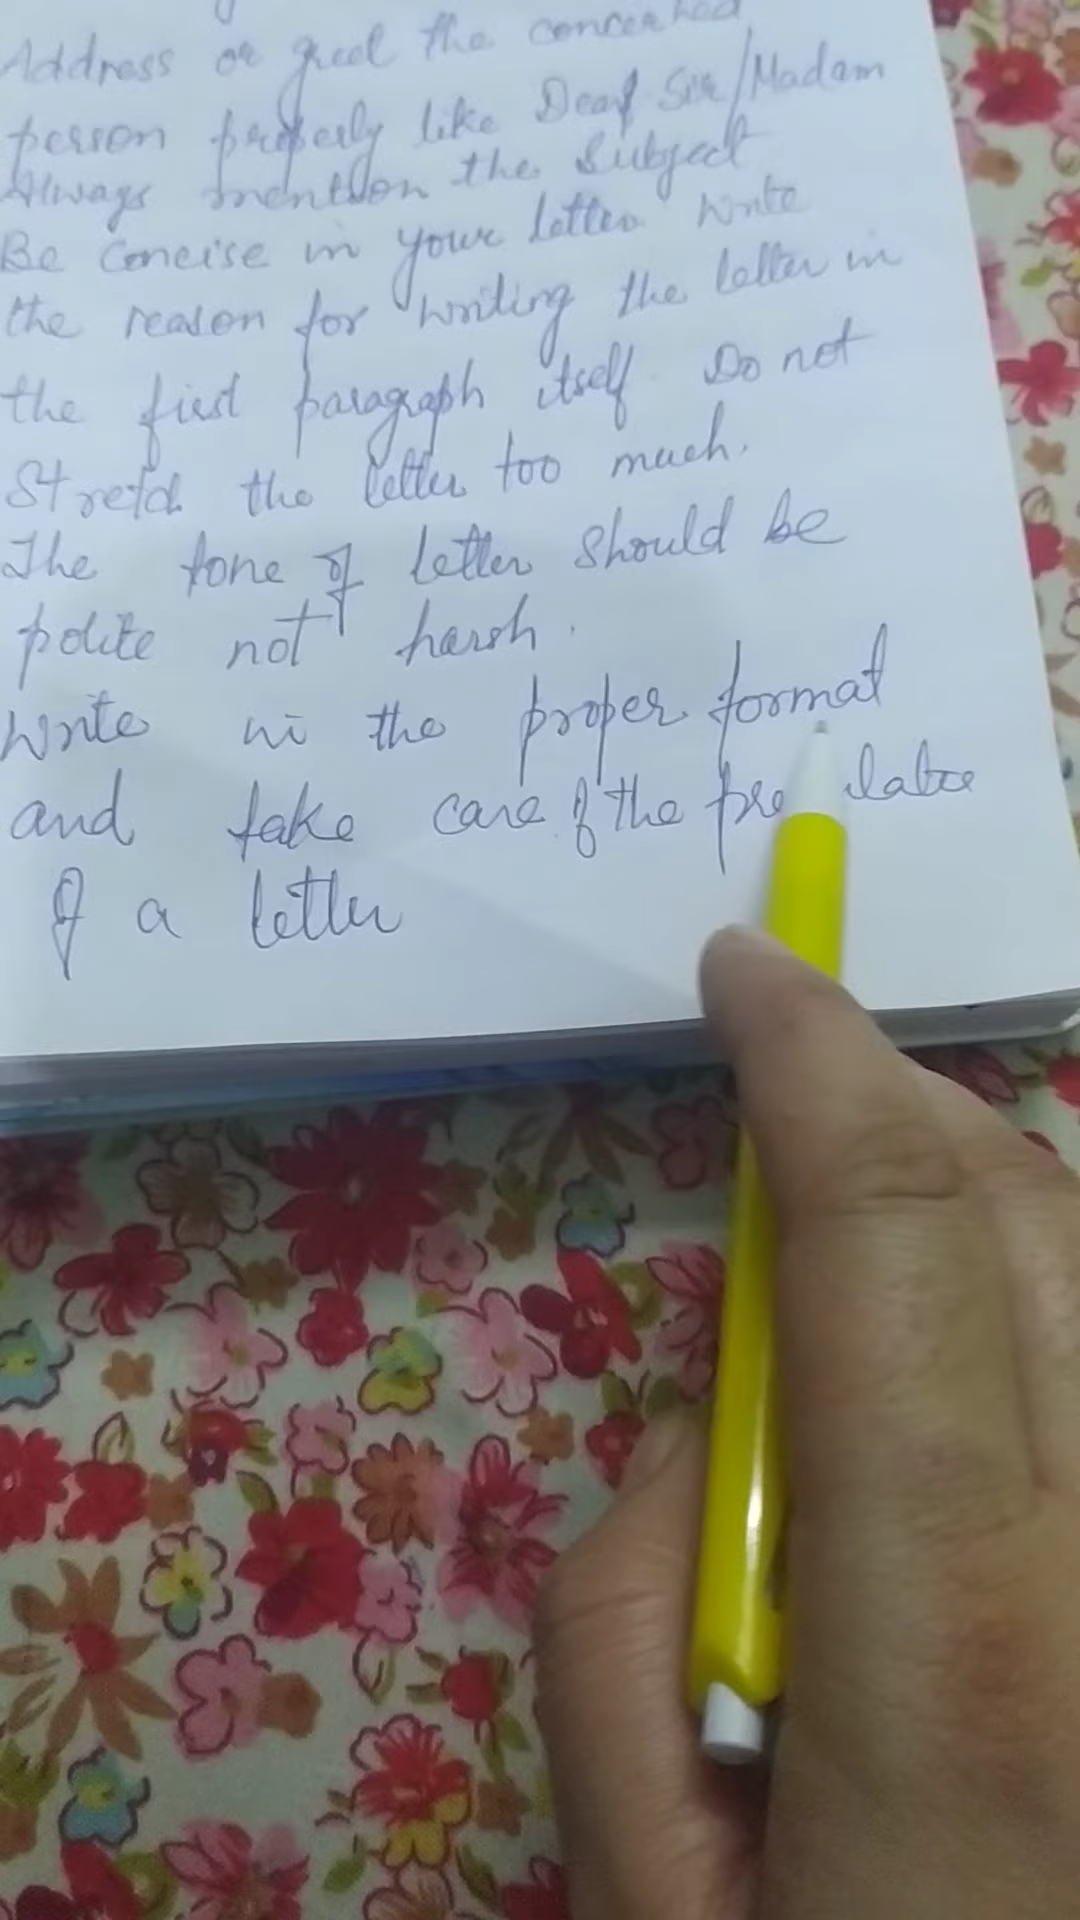 Address or greet the concerned
person properly like Dear Sir/Madam
Always mention the Subject
Be Concise in your letter Write
the reason for writing the letter in
the first paragraph itself. Do not
Stretch the letter too much.
The tone of letter should be
polite not harsh.
Write in the proper format
and take care of the
of a letter